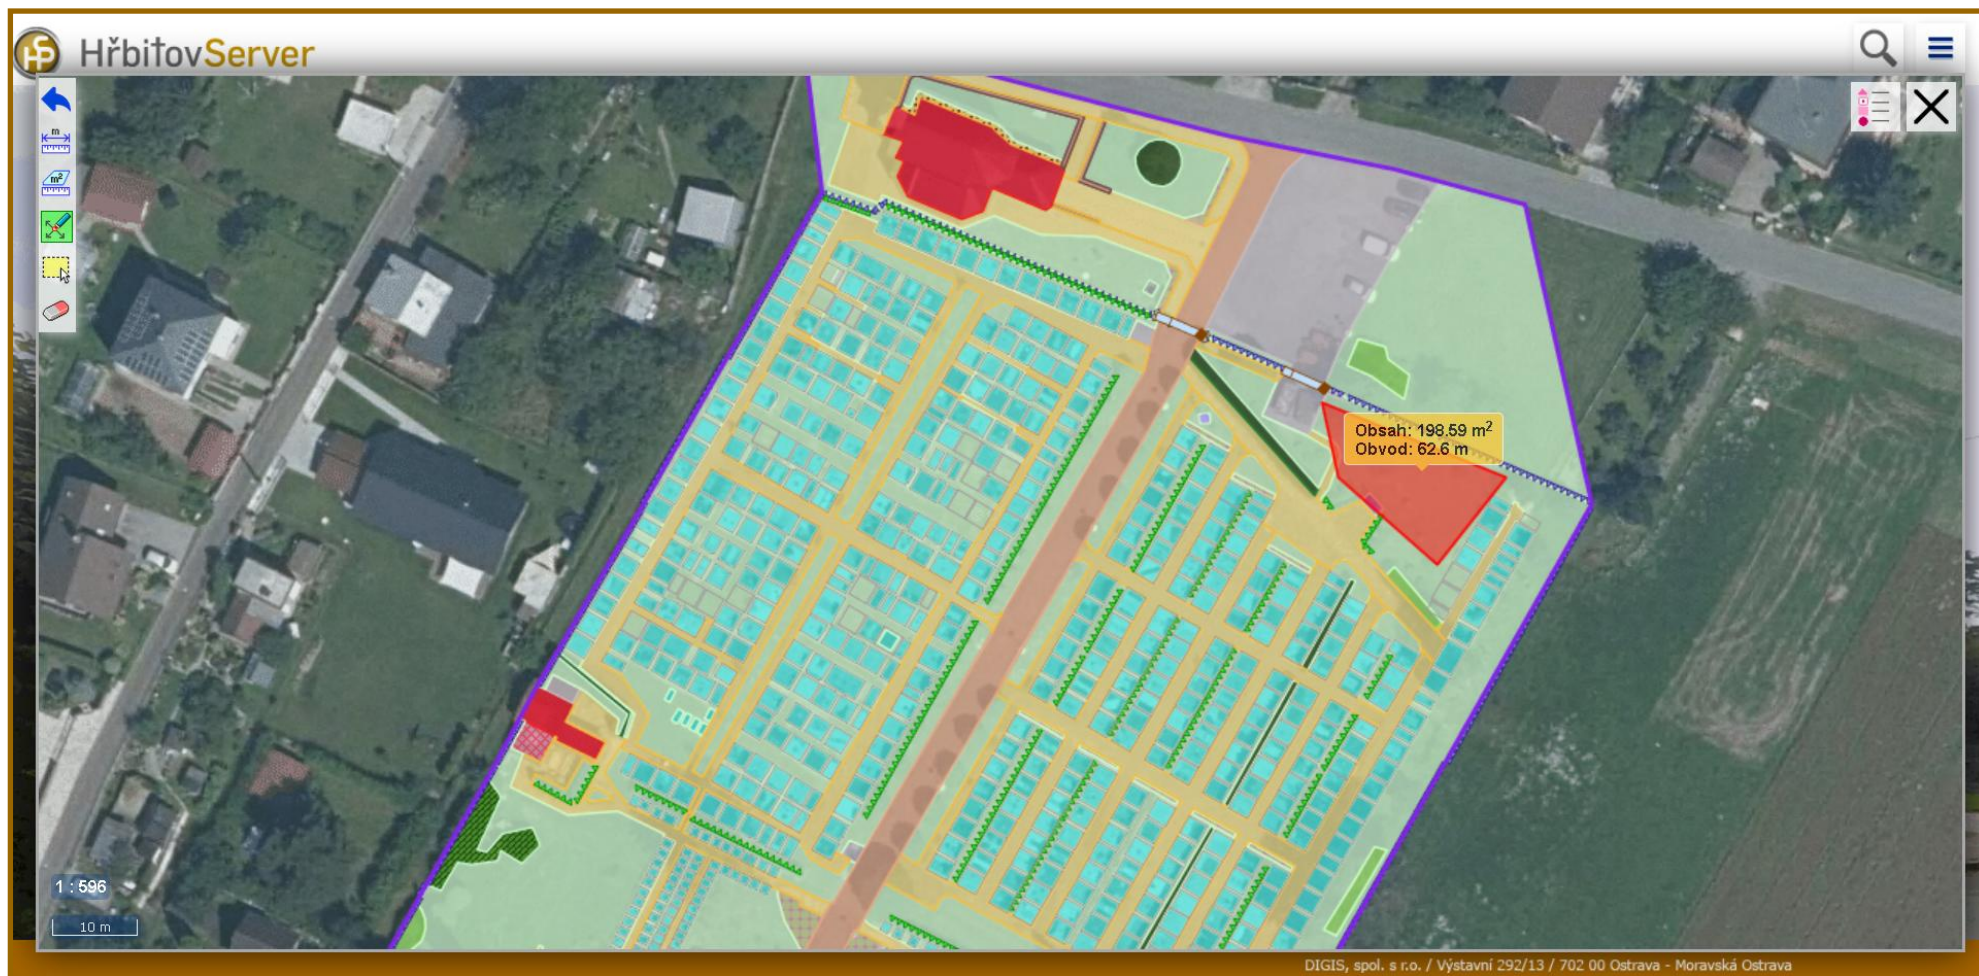 HřbitovServer
m
m²
Obsah: 198.59 m²
Obvod: 62.6 m
1 : 596
10 m
DIGIS, spol. s r.o. / Výstavní 292/13 / 702 00 Ostrava - Moravská Ostrava